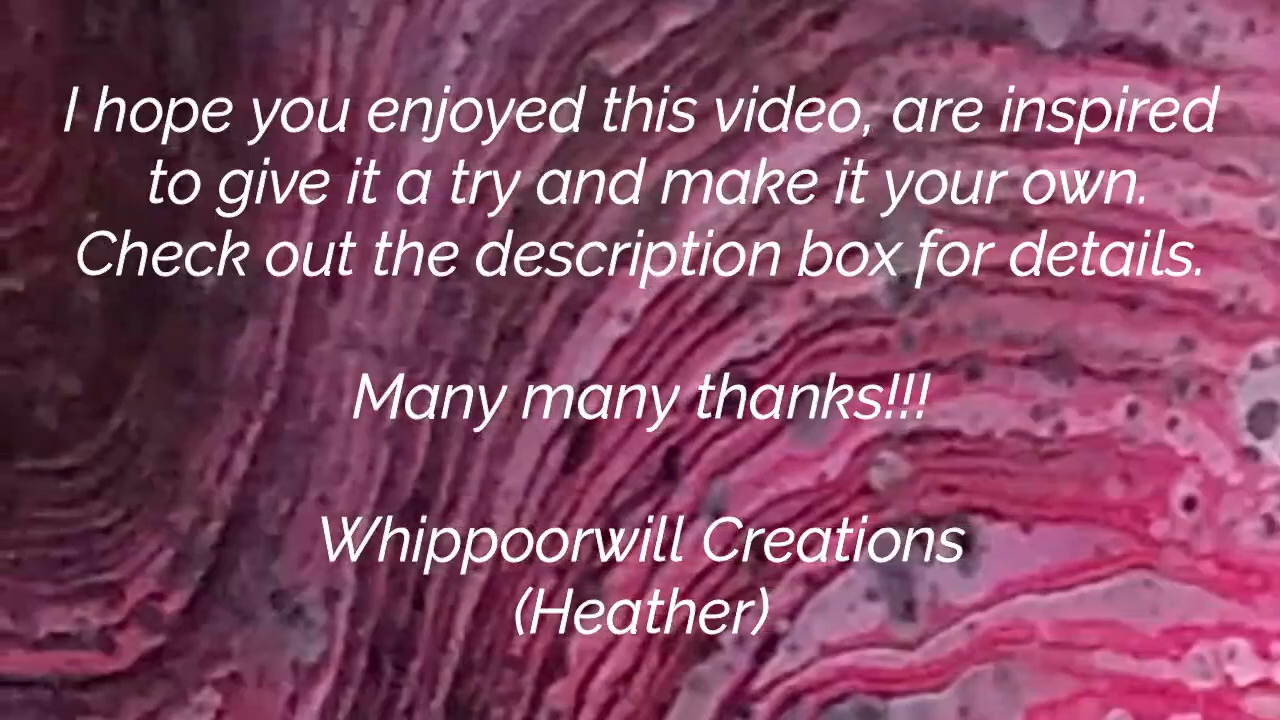 I hope you enjoyed this video, are inspired
to give it a try and make it your own.
Check out the description box for details.
Many many thanks!!!
Whippoorwill Creations
(Heather)